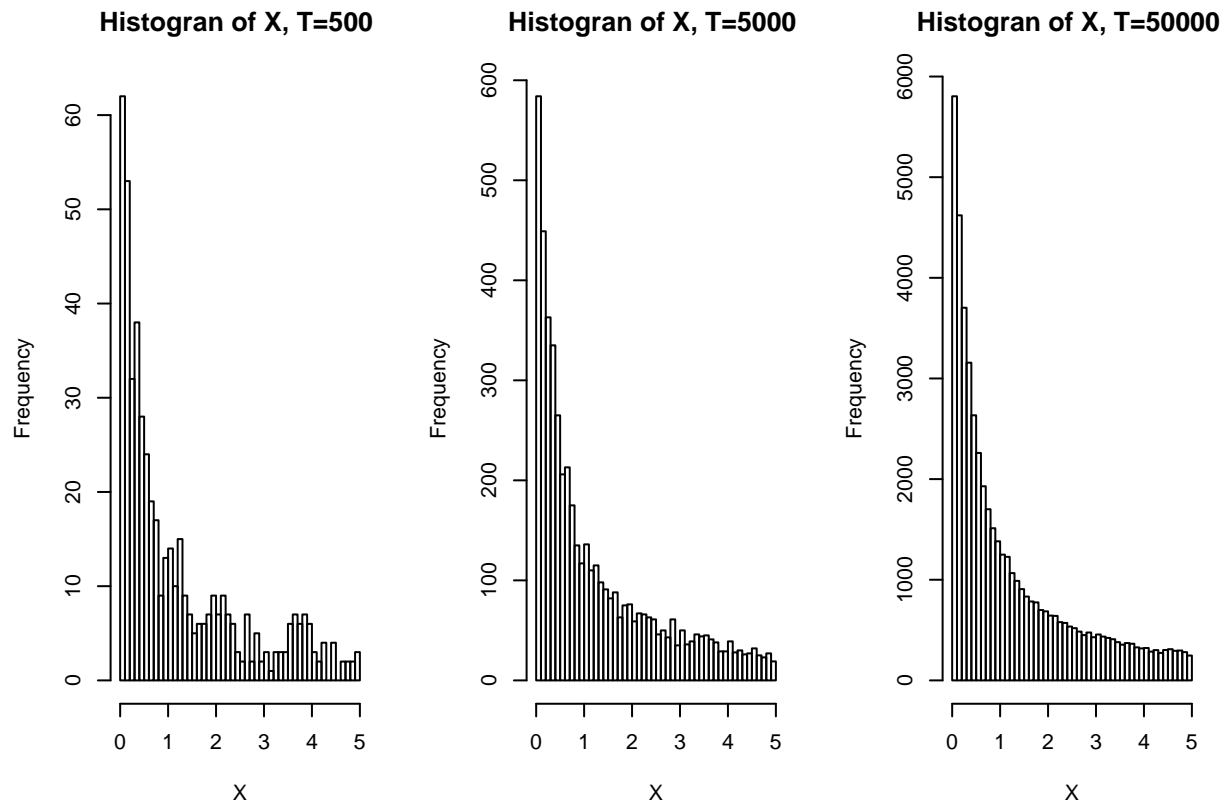 Histogran of X, T=500
Frequency
60
50
40
30
20
10
0
0 1 2 3 4 5
X
Histogran of X, T=5000
Frequency
600
500
400
300
200
100
0
0 1 2 3 4 5
X
Histogran of X, T=50000
Frequency
6000
5000
4000
3000
2000
1000
0
0 1 2 3 4 5
X